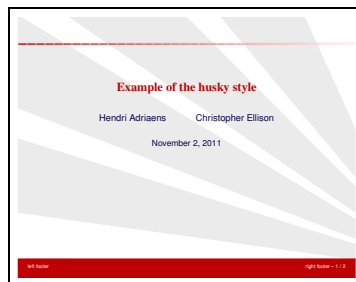 Example of the husky style
Hendri Adriaens Christopher Ellison
November 2, 2011
left footer right footer – 1 / 2